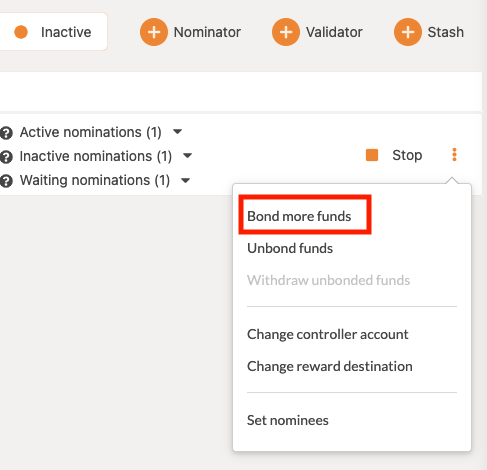 Inactive
Nominator
Validator
Stash
Active nominations (1)
Inactive nominations (1)
Waiting nominations (1)
Stop
Bond more funds
Unbond funds
Withdraw unbonded funds
Change controller account
Change reward destination
Set nominees